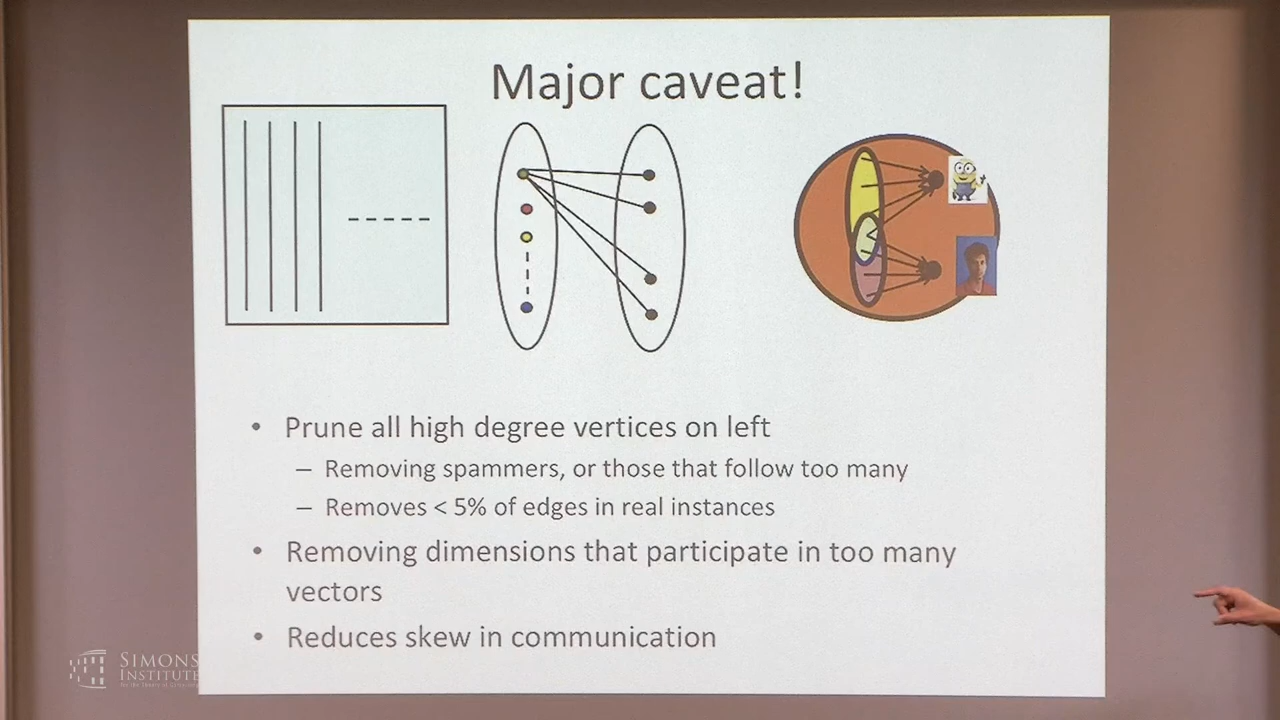 Major caveat!
• Prune all high degree vertices on left
– Removing spammers, or those that follow too many
– Removes < 5% of edges in real instances
• Removing dimensions that participate in too many
vectors
• Reduces skew in communication
SIMONS
INSTITUTE